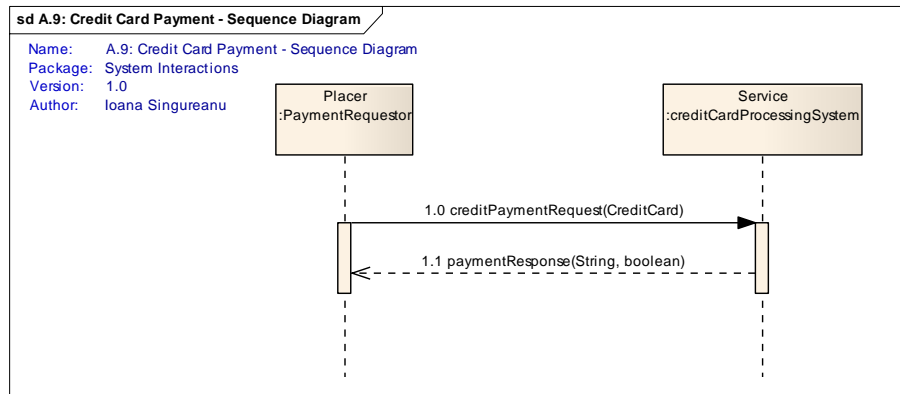 sd A.9: Credit Card Payment - Sequence Diagram
Name: A.9: Credit Card Payment - Sequence Diagram
Package: System Interactions
Version: 1.0
Author: Ioana Singureanu
Placer
:PaymentRequestor
Service
:creditCardProcessingSystem
1.0 creditPaymentRequest(CreditCard)
1.1 paymentResponse(String, boolean)